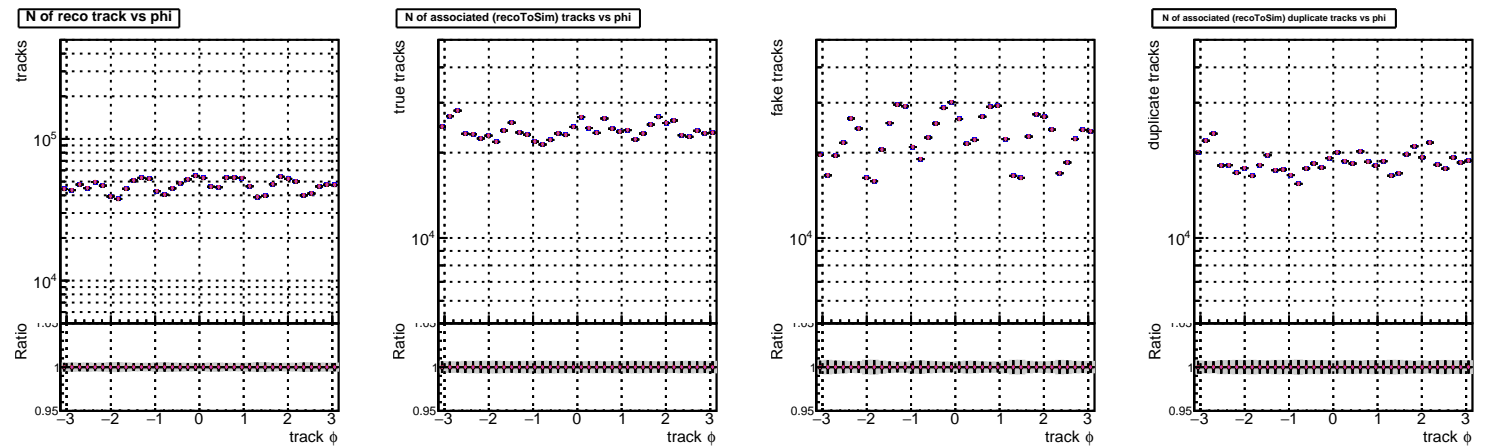 N of reco track vs phi
tracks
10^5
10^4
Ratio
1
0.95
−3 −2 −1 0 1 2 3
track ϕ
N of associated (recoToSim) tracks vs phi
true tracks
10^4
Ratio
1
0.95
−3 −2 −1 0 1 2 3
track ϕ
fake tracks
10^4
Ratio
1
0.95
−3 −2 −1 0 1 2 3
track ϕ
N of associated (recoToSim) duplicate tracks vs phi
duplicate tracks
10^4
Ratio
1
0.95
−3 −2 −1 0 1 2 3
track ϕ